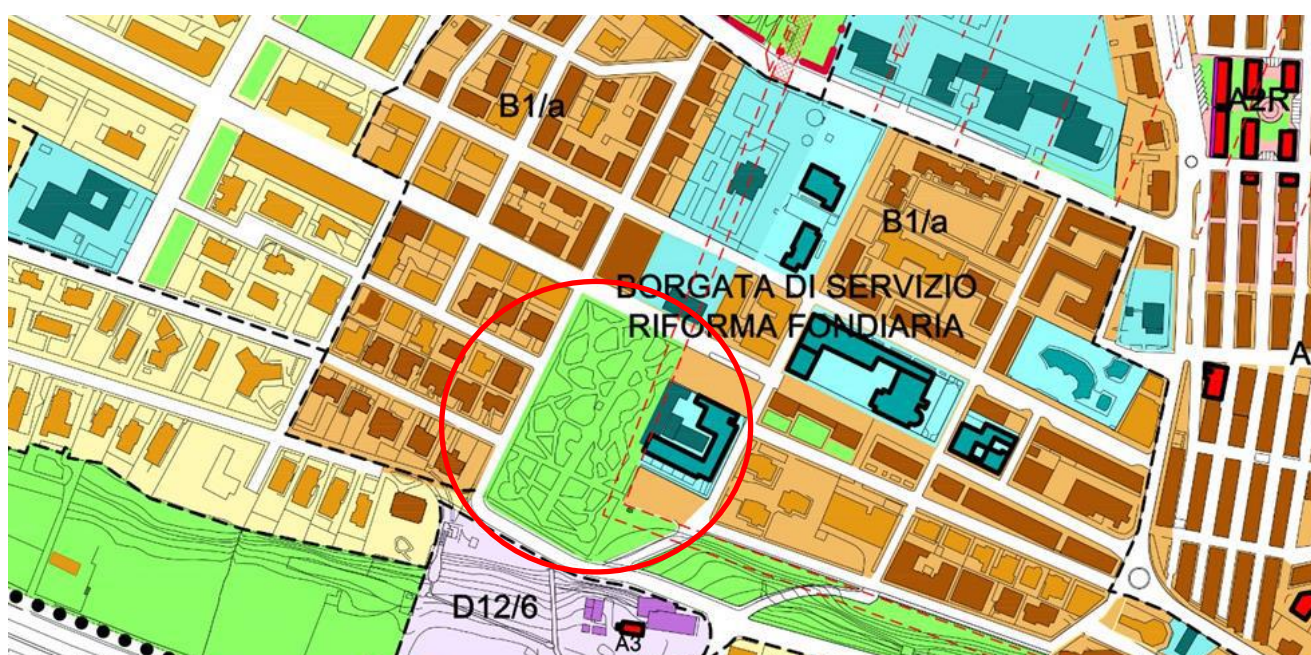 B1/a
A2R
B1/a
BORGATA DI SERVIZIO
RIFORMA FONDIARIA
A
D12/6
A3